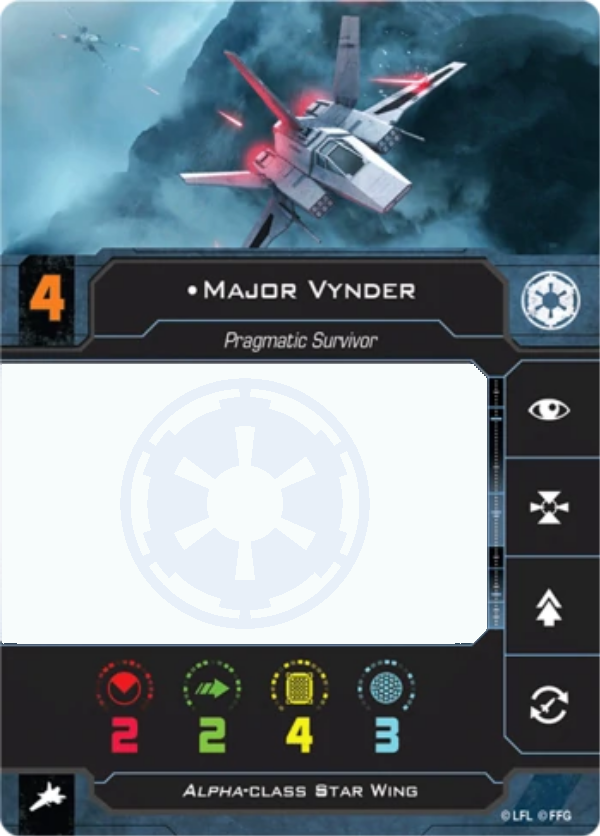 4
•Major Vynder
Pragmatic Survivor
2 2 4 3
Alpha-class Star Wing
©LFL ©FFG